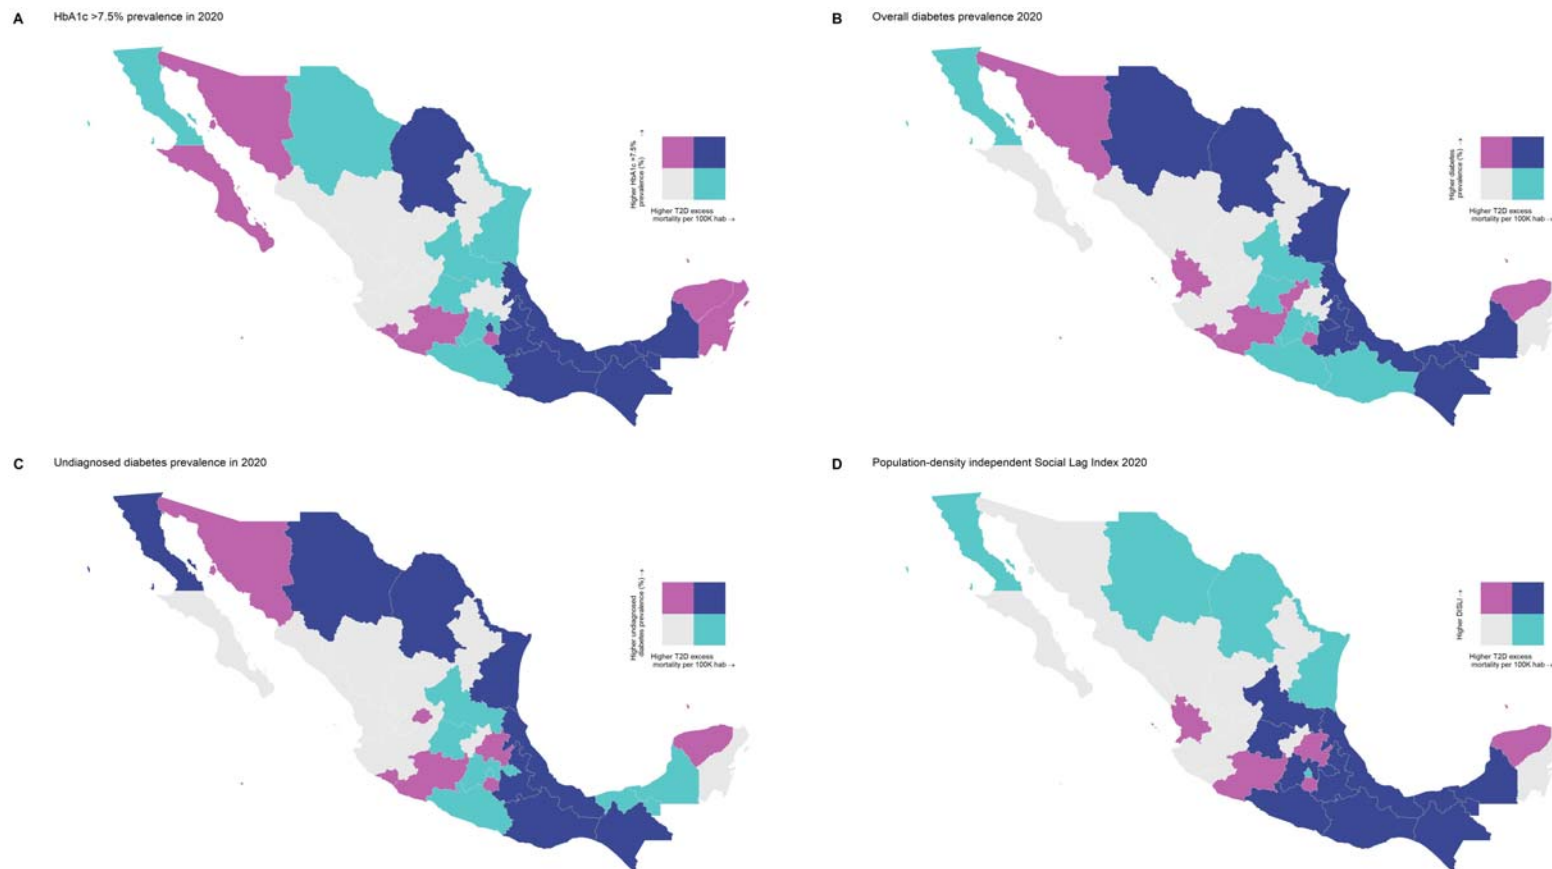 A HbA1c >7.5% prevalence in 2020
Higher HbA1c >7.5% →
prevalence (%)
Higher T2D excess
mortality per 100K hab →
B Overall diabetes prevalence 2020
Higher diabetes →
prevalence (%)
Higher T2D excess
mortality per 100K hab →
C Undiagnosed diabetes prevalence in 2020
Higher undiagnosed
diabetes prevalence (%) →
Higher T2D excess
mortality per 100K hab →
D Population-density independent Social Lag Index 2020
Higher DISLI →
Higher T2D excess
mortality per 100K hab →